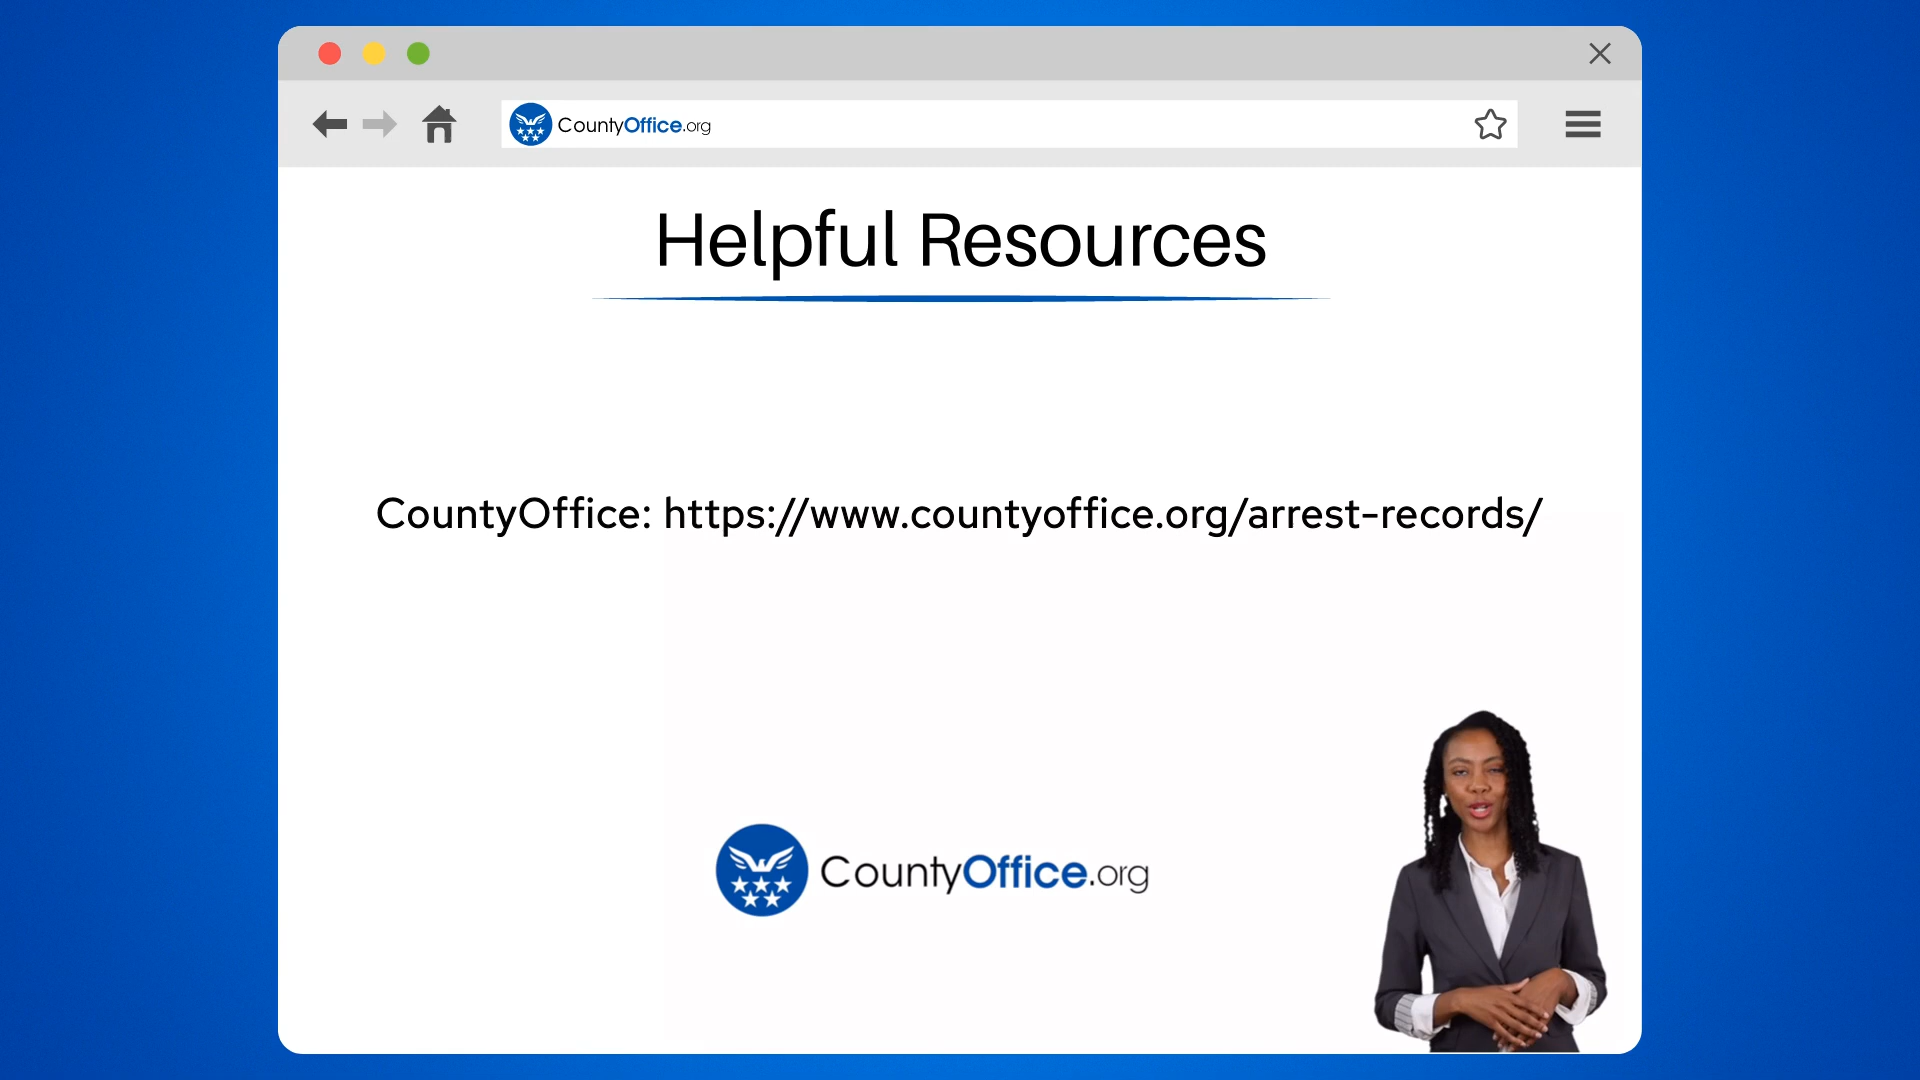 CountyOffice.org
Helpful Resources
CountyOffice: https://www.countyoffice.org/arrest-records/
CountyOffice.org